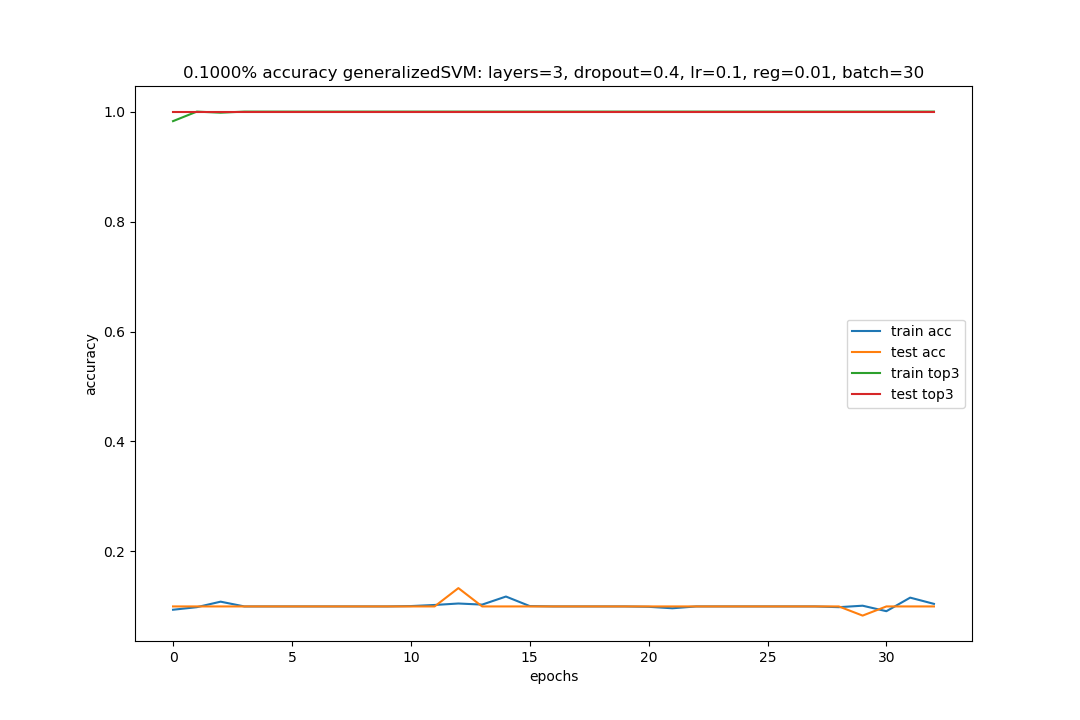 0.1000% accuracy generalizedSVM: layers=3, dropout=0.4, lr=0.1, reg=0.01, batch=30
1.0
0.8
0.6
0.4
0.2
accuracy
train acc
test acc
train top3
test top3
0 5 10 15 20 25 30
epochs